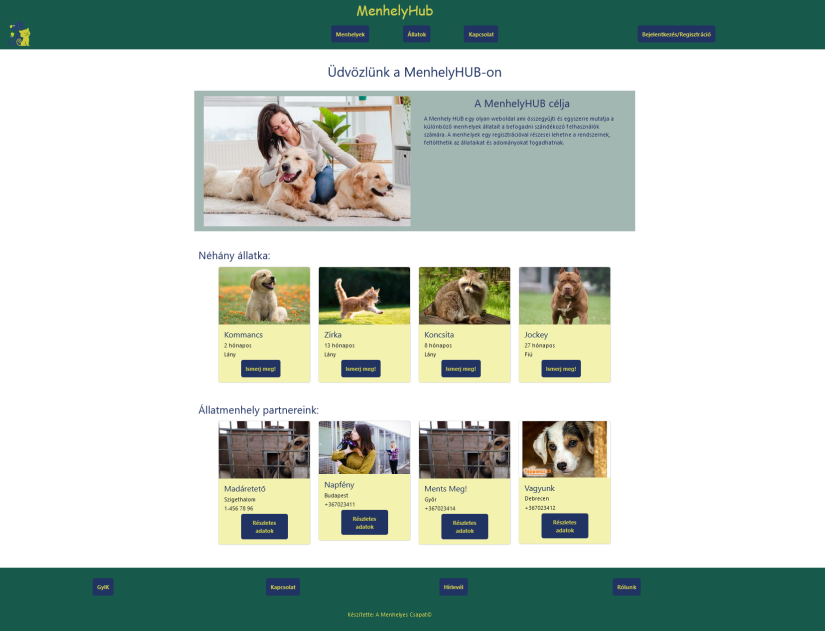 MenhelyHub
Menhelyek
Állatok
Kapcsolat
Bejelentkezés/Regisztráció
Üdvözlünk a MenhelyHUB-on
A MenhelyHUB célja
A Menhely HUB egy olyan weboldal ami összegyűjti és egyszerre mutatja a
különböző menhelyek állatait a befogadni szándékozó felhasználók
számára. A menhelyek egy regisztrációval részesei lehetne a rendszernek,
feltölthetik az állataikat és adományokat fogadhatnak.
Néhány állatka:
Kommancs
2 hónapos
Lány
Ismerj meg!
Zirka
13 hónapos
Lány
Ismerj meg!
Koncsita
8 hónapos
Lány
Ismerj meg!
Jockey
27 hónapos
Fiú
Ismerj meg!
Állatmenhely partnereink:
Madáretető
Szigethalom
1-456 78 96
Részletes
adatok
Napfény
Budapest
+367023411
Részletes
adatok
Ments Meg!
Győr
+367023414
Részletes
adatok
Vagyunk
Debrecen
+367023412
Részletes
adatok
GyIK
Kapcsolat
Hírlevél
Rólunk
Készítette: A Menhelyes Csapat©